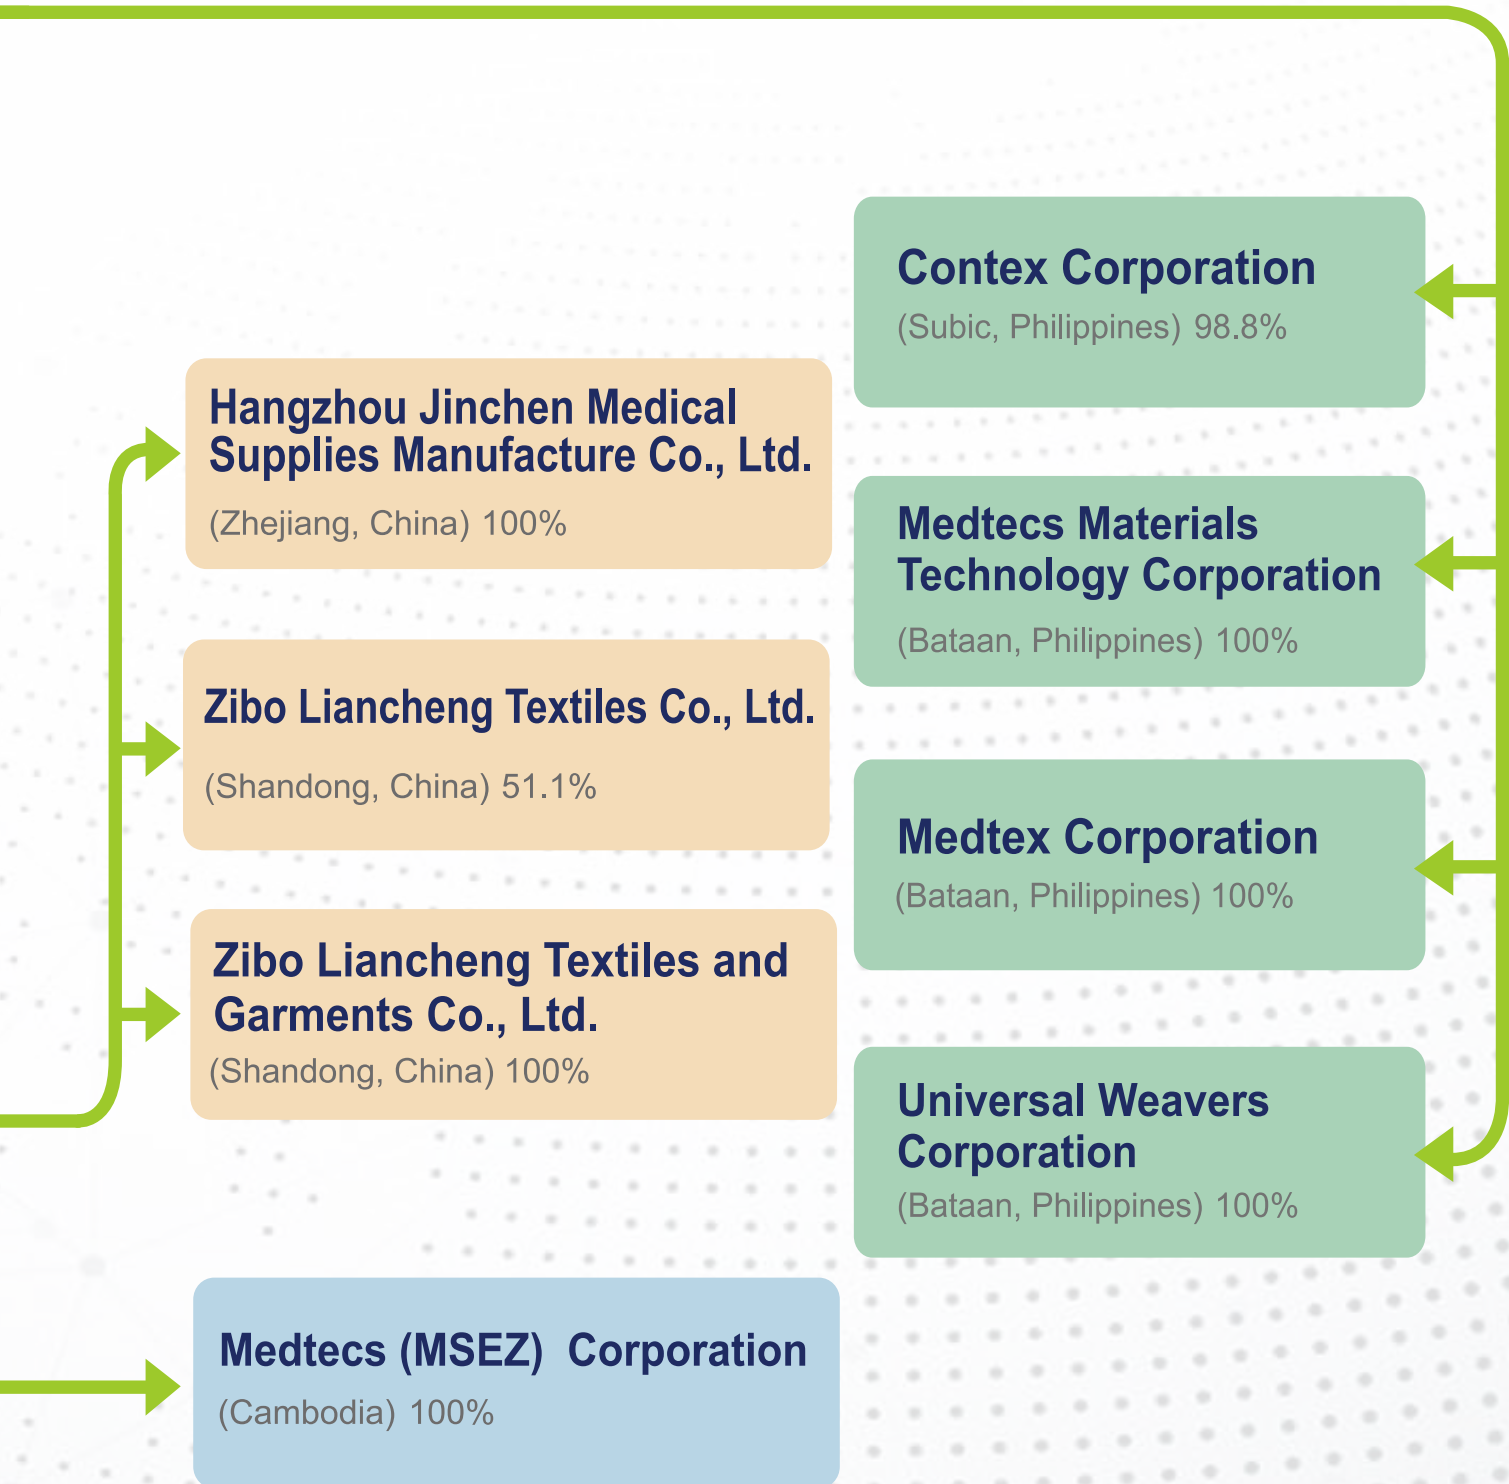 Contex Corporation
(Subic, Philippines) 98.8%
Hangzhou Jinchen Medical
Supplies Manufacture Co., Ltd.
(Zhejiang, China) 100%
Medtecs Materials
Technology Corporation
(Bataan, Philippines) 100%
Zibo Liancheng Textiles Co., Ltd.
(Shandong, China) 51.1%
Medtex Corporation
(Bataan, Philippines) 100%
Zibo Liancheng Textiles and
Garments Co., Ltd.
(Shandong, China) 100%
Universal Weavers
Corporation
(Bataan, Philippines) 100%
Medtecs (MSEZ) Corporation
(Cambodia) 100%